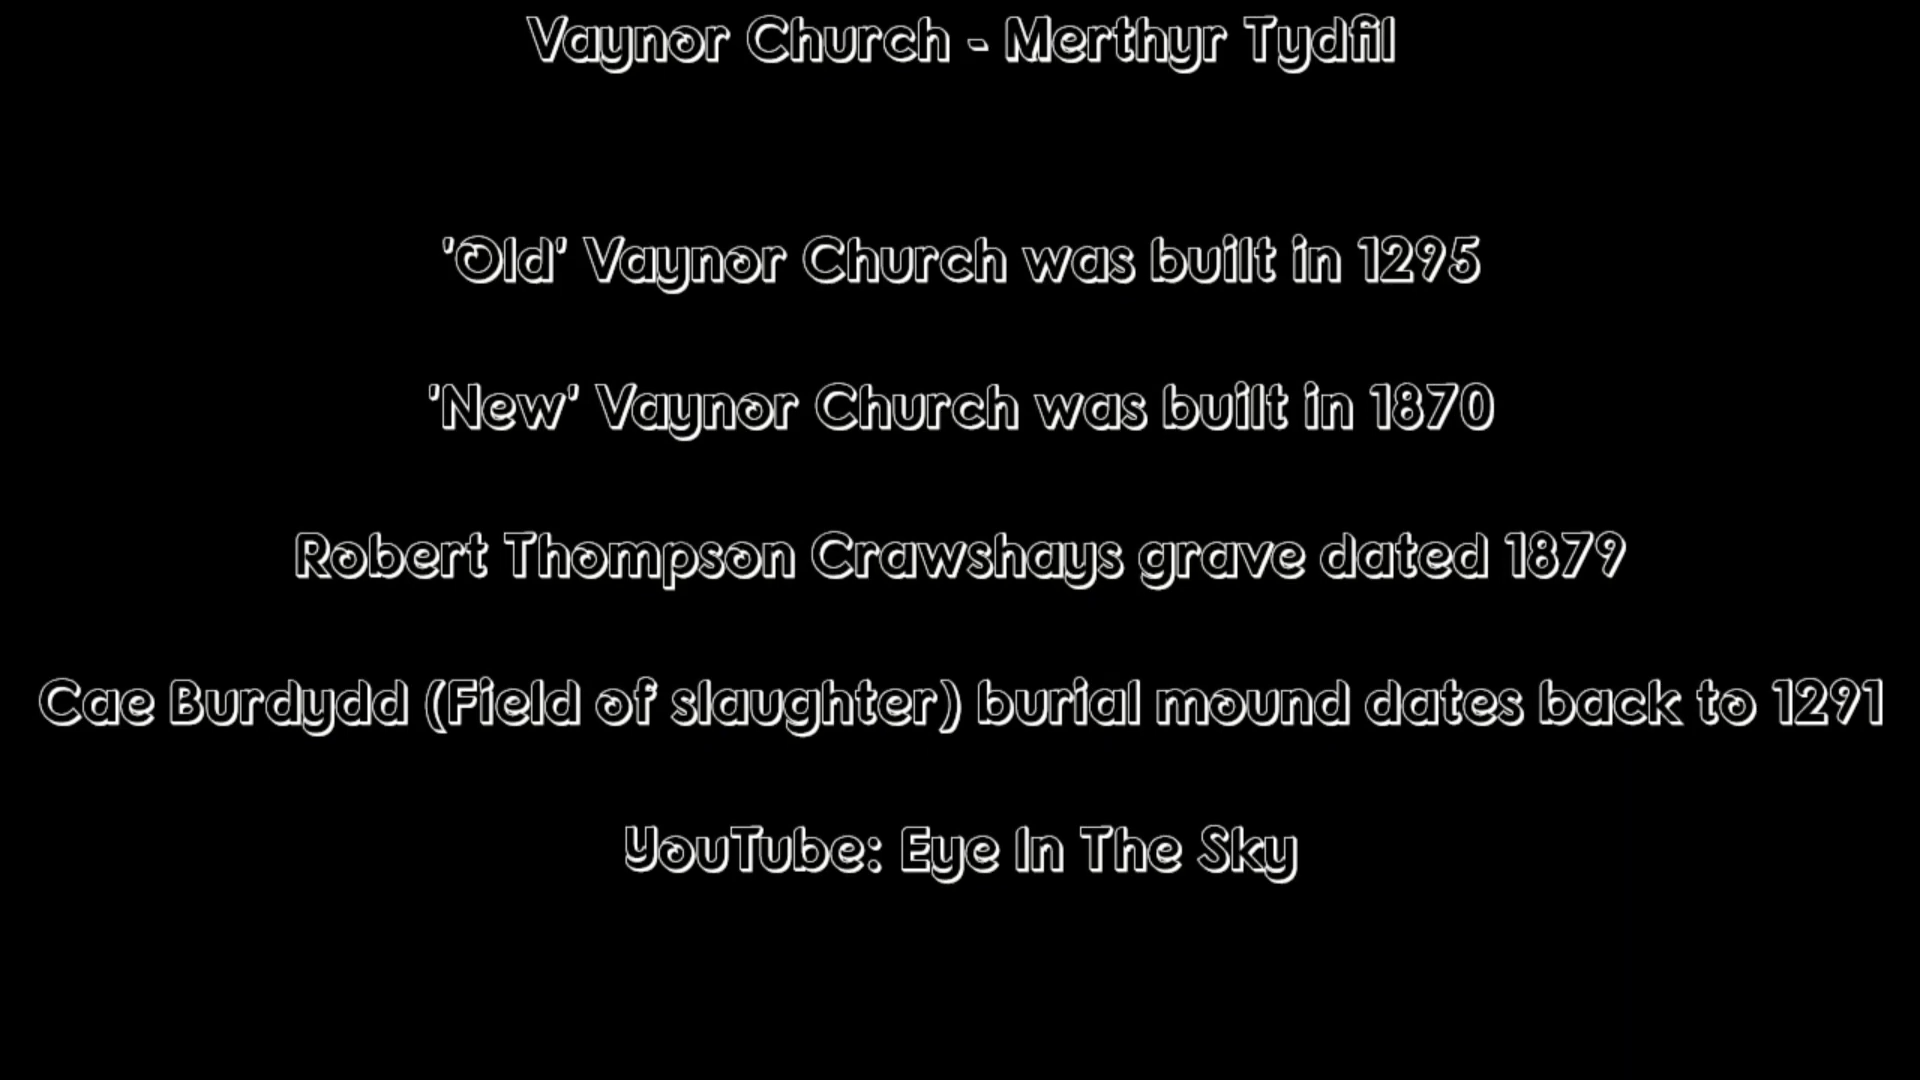 Vaynor Church - Merthyr Tydfil
'Old' Vaynor Church was built in 1295
'New' Vaynor Church was built in 1870
Robert Thompson Crawshays grave dated 1879
Cae Burdydd (Field of slaughter) burial mound dates back to 1291
YouTube: Eye In The Sky